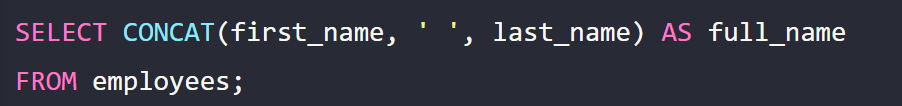 SELECT CONCAT(first_name, ' ', last_name) AS full_name
FROM employees;